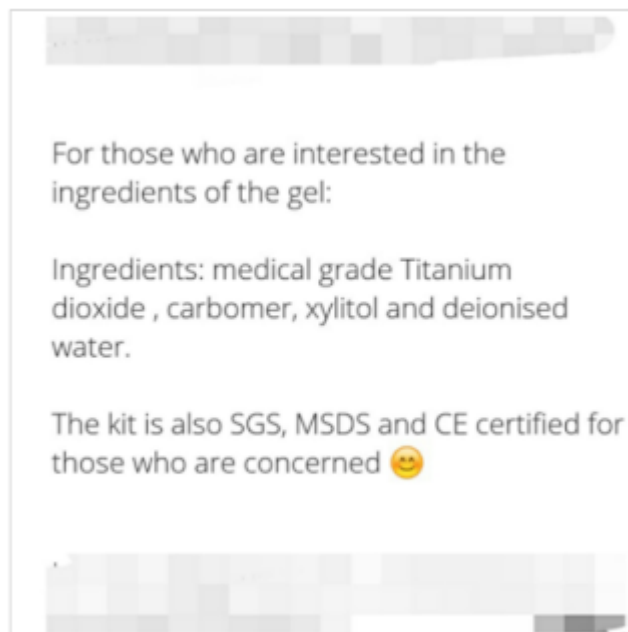 For those who are interested in the
ingredients of the gel:
Ingredients: medical grade Titanium
dioxide , carbomer, xylitol and deionised
water.
The kit is also SGS, MSDS and CE certified for
those who are concerned 😊